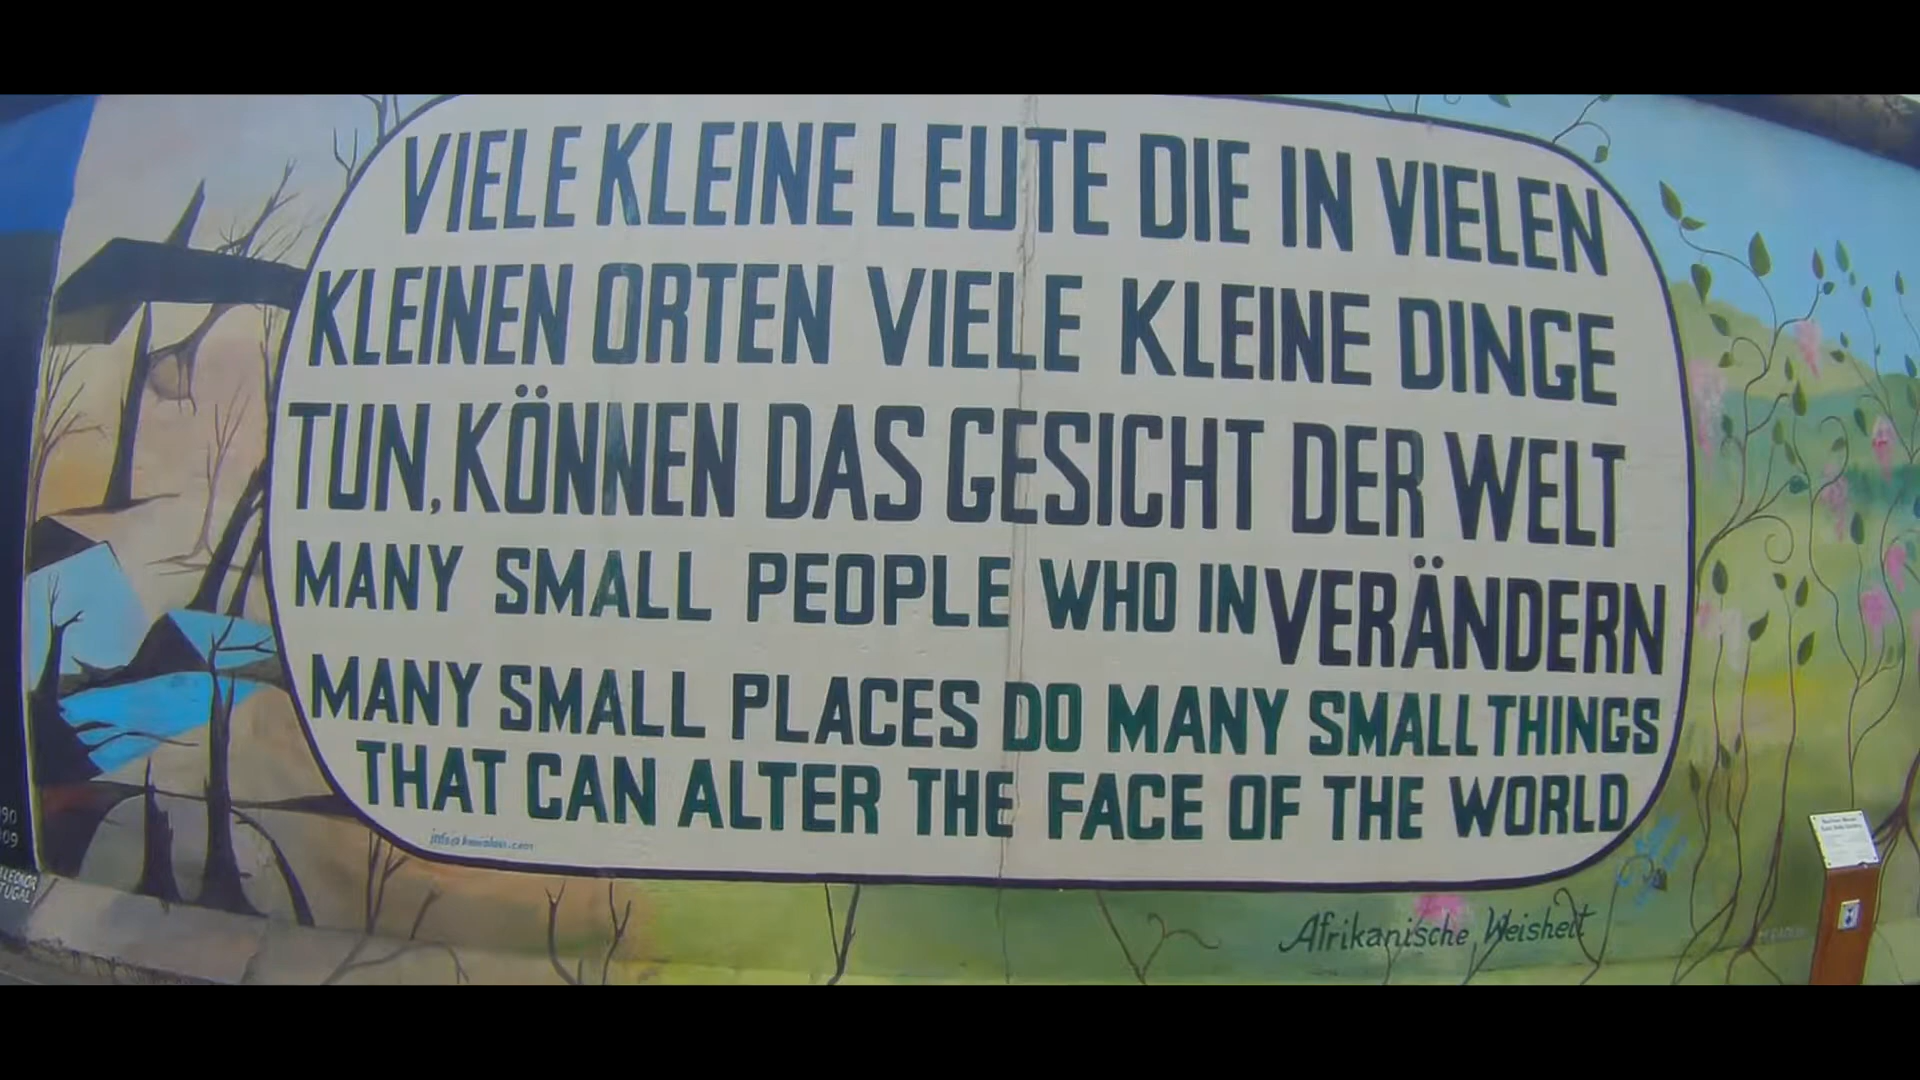 VIELE KLEINE LEUTE DIE IN VIELEN
KLEINEN ORTEN VIELE KLEINE DINGE
TUN, KÖNNEN DAS GESICHT DER WELT
VERÄNDERN
MANY SMALL PEOPLE WHO IN
MANY SMALL PLACES DO MANY SMALL THINGS
THAT CAN ALTER THE FACE OF THE WORLD
Afrikanische Weisheit
90
09